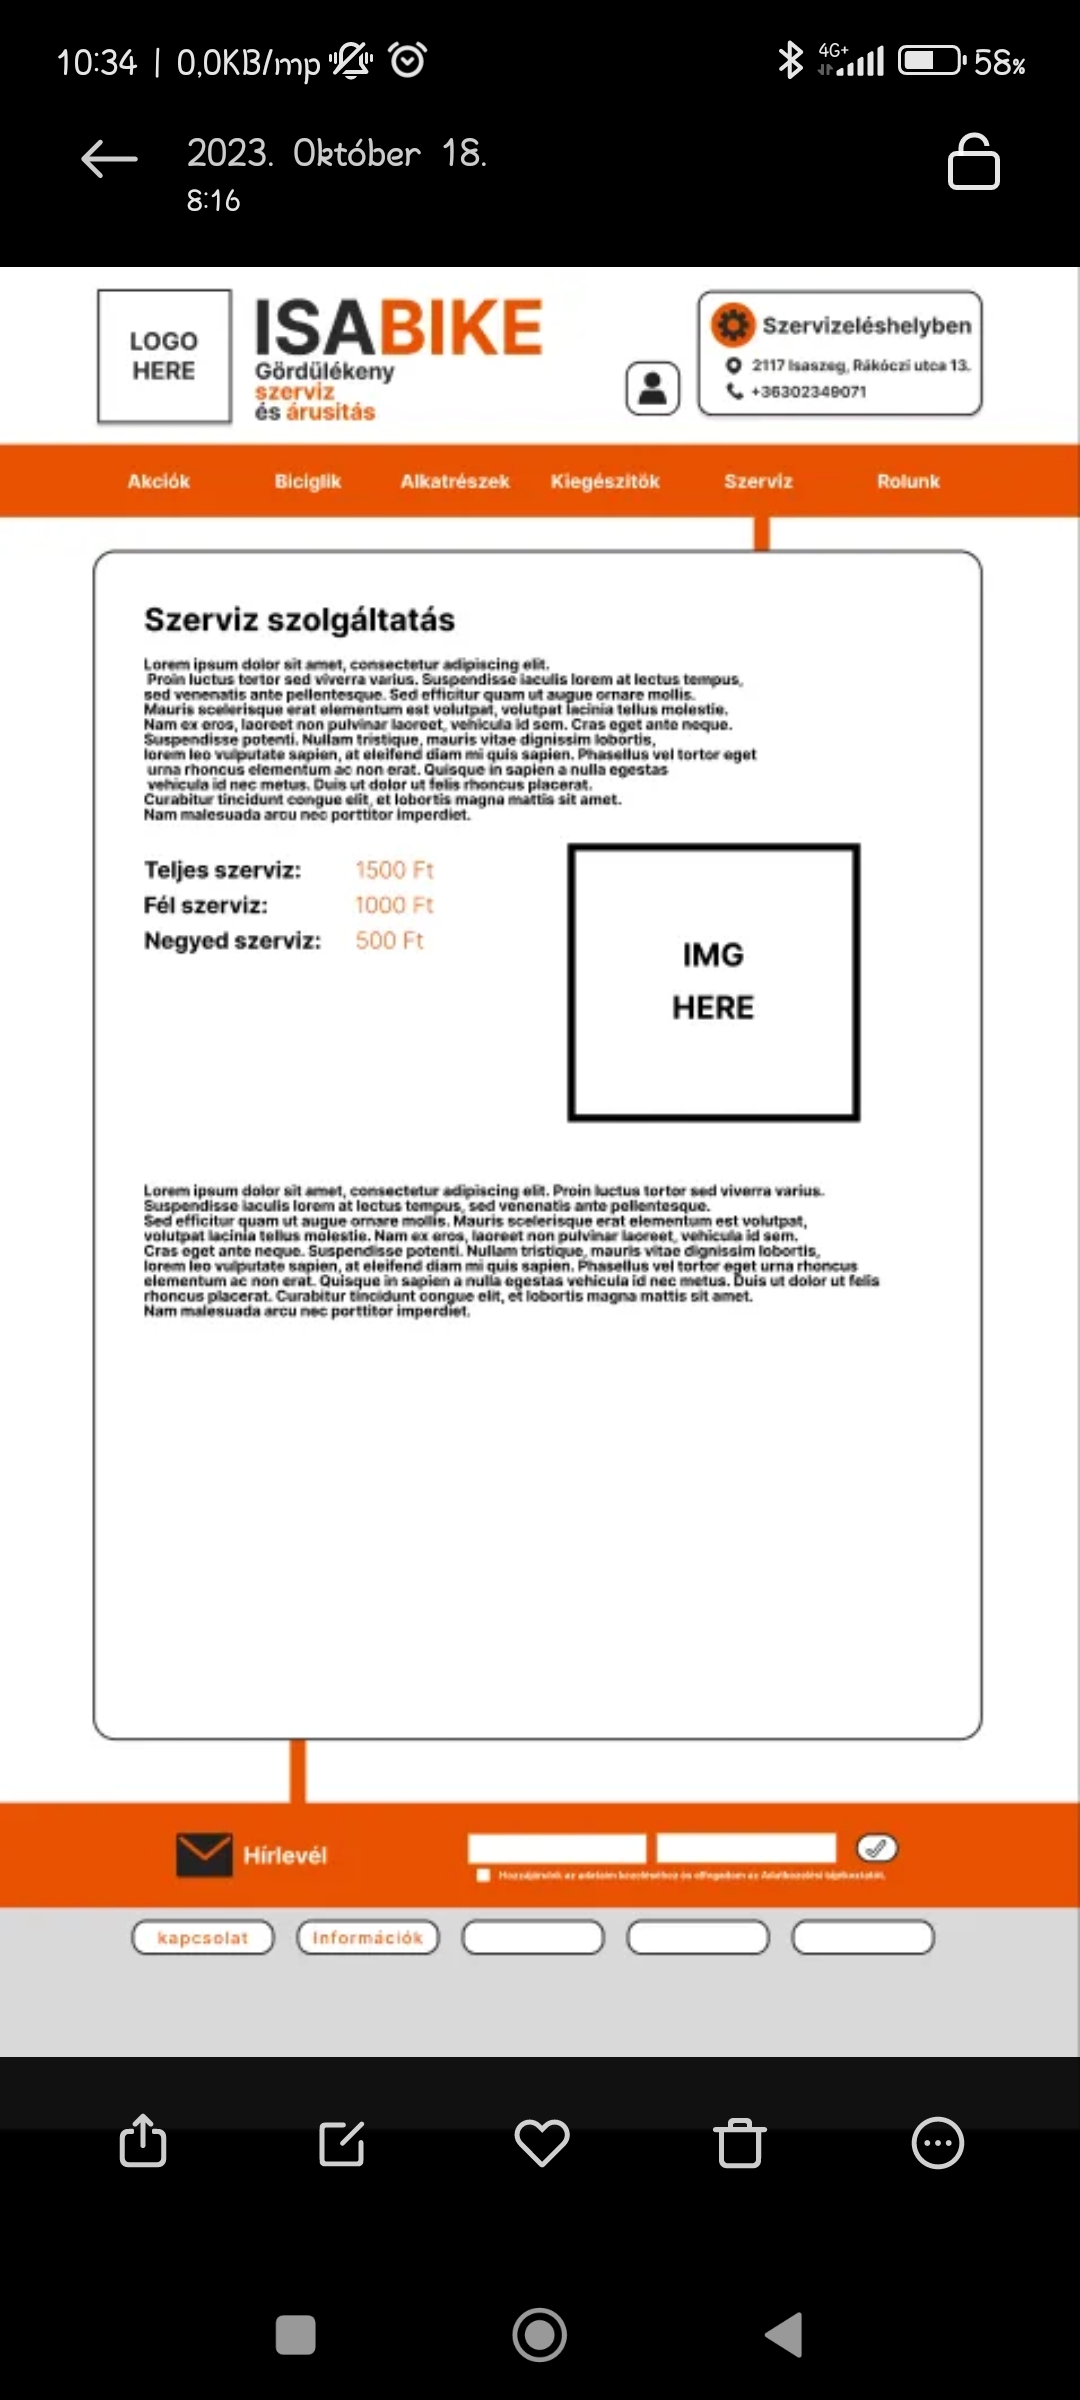 10:34 | 0,0KB/mp
4G+
58%
2023. Október 18.
8:16
LOGO
HERE
ISABIKE
Gördülékeny
szerviz
és árusitás
Szervizeléshelyben
2117 Isaszeg, Rákóczi utca 13.
+36302349071
Akciók Biciglik Alkatrészek Kiegészitök Szerviz Rolunk
Szerviz szolgáltatás
Lorem ipsum dolor sit amet, consectetur adipiscing elit.
Proin luctus tortor sed viverra varius. Suspendisse iaculis lorem at lectus tempus,
sed venenatis ante pellentesque. Sed efficitur quam ut augue ornare mollis.
Mauris scelerisque erat elementum est volutpat, volutpat lacinia tellus molestie.
Nam ex eros, laoreet non pulvinar laoreet, vehicula id sem. Cras eget ante neque.
Suspendisse potenti. Nullam tristique, mauris vitae dignissim lobortis,
lorem leo vulputate sapien, at eleifend diam mi quis sapien. Phasellus vel tortor eget
urna rhoncus elementum ac non erat. Quisque in sapien a nulla egestas
vehicula id nec metus. Duis ut dolor ut felis rhoncus placerat.
Curabitur tincidunt congue elit, et lobortis magna mattis sit amet.
Nam malesuada arcu nec porttitor imperdiet.
Teljes szerviz: 1500 Ft
Fél szerviz: 1000 Ft
Negyed szerviz: 500 Ft
IMG
HERE
Lorem ipsum dolor sit amet, consectetur adipiscing elit. Proin luctus tortor sed viverra varius.
Suspendisse iaculis lorem at lectus tempus, sed venenatis ante pellentesque.
Sed efficitur quam ut augue ornare mollis. Mauris scelerisque erat elementum est volutpat,
volutpat lacinia tellus molestie. Nam ex eros, laoreet non pulvinar laoreet, vehicula id sem.
Cras eget ante neque. Suspendisse potenti. Nullam tristique, mauris vitae dignissim lobortis,
lorem leo vulputate sapien, at eleifend diam mi quis sapien. Phasellus vel tortor eget urna rhoncus
elementum ac non erat. Quisque in sapien a nulla egestas vehicula id nec metus. Duis ut dolor ut felis
rhoncus placerat. Curabitur tincidunt congue elit, et lobortis magna mattis sit amet.
Nam malesuada arcu nec porttitor imperdiet.
Hírlevél
Hozzájárulok az adataim kezeléséhez és elfogadom az
kapcsolat Információk